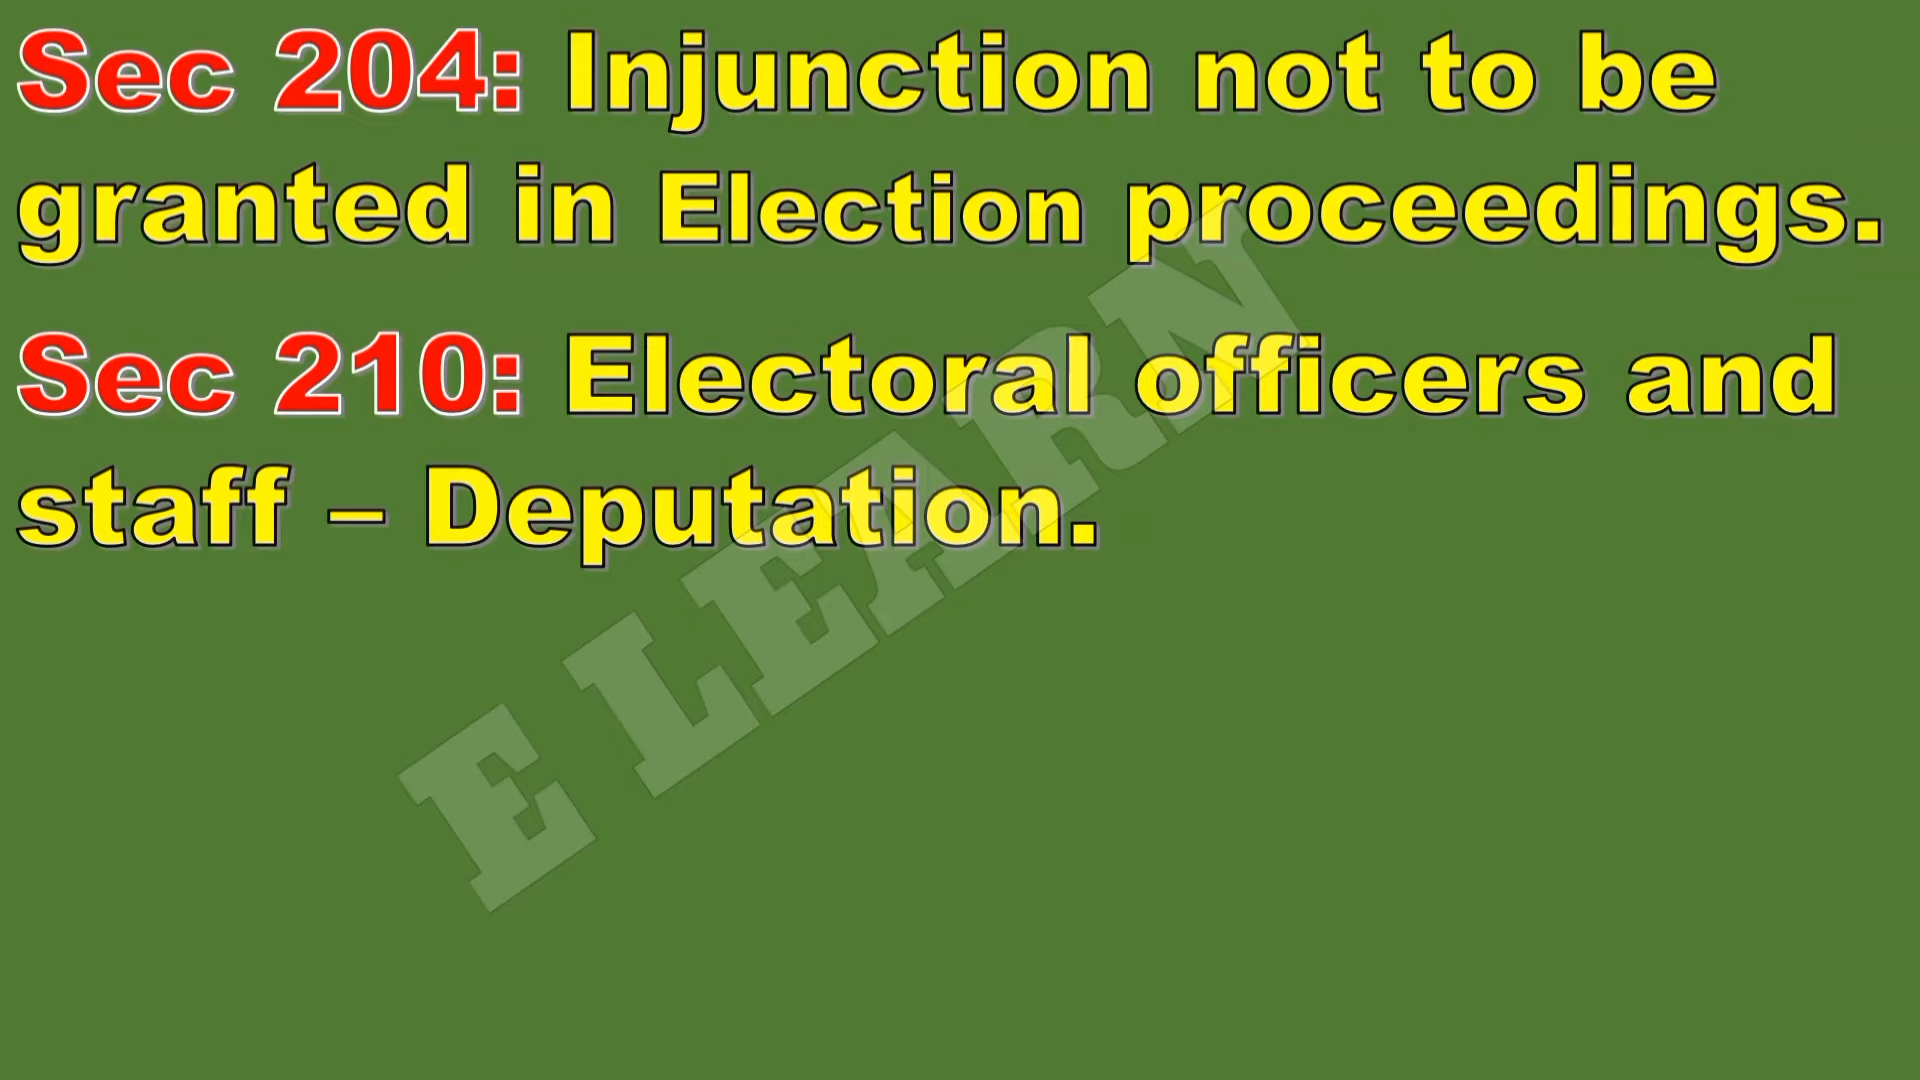 Sec 204: Injunction not to be
granted in Election proceedings.
Sec 210: Electoral officers and
staff – Deputation.
E LEARN